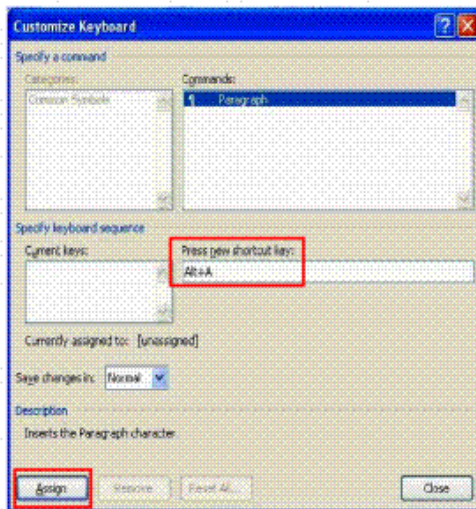 Customize Keyboard
Specify a command
Categories: Commands:
Common Symbols ¶ Paragraph
Specify keyboard sequence
Current keys: Press new shortcut key:
Alt+A
Currently assigned to: [unassigned]
Save changes in: Normal
Description
Inserts the Paragraph character
Assign Remove Reset All... Close